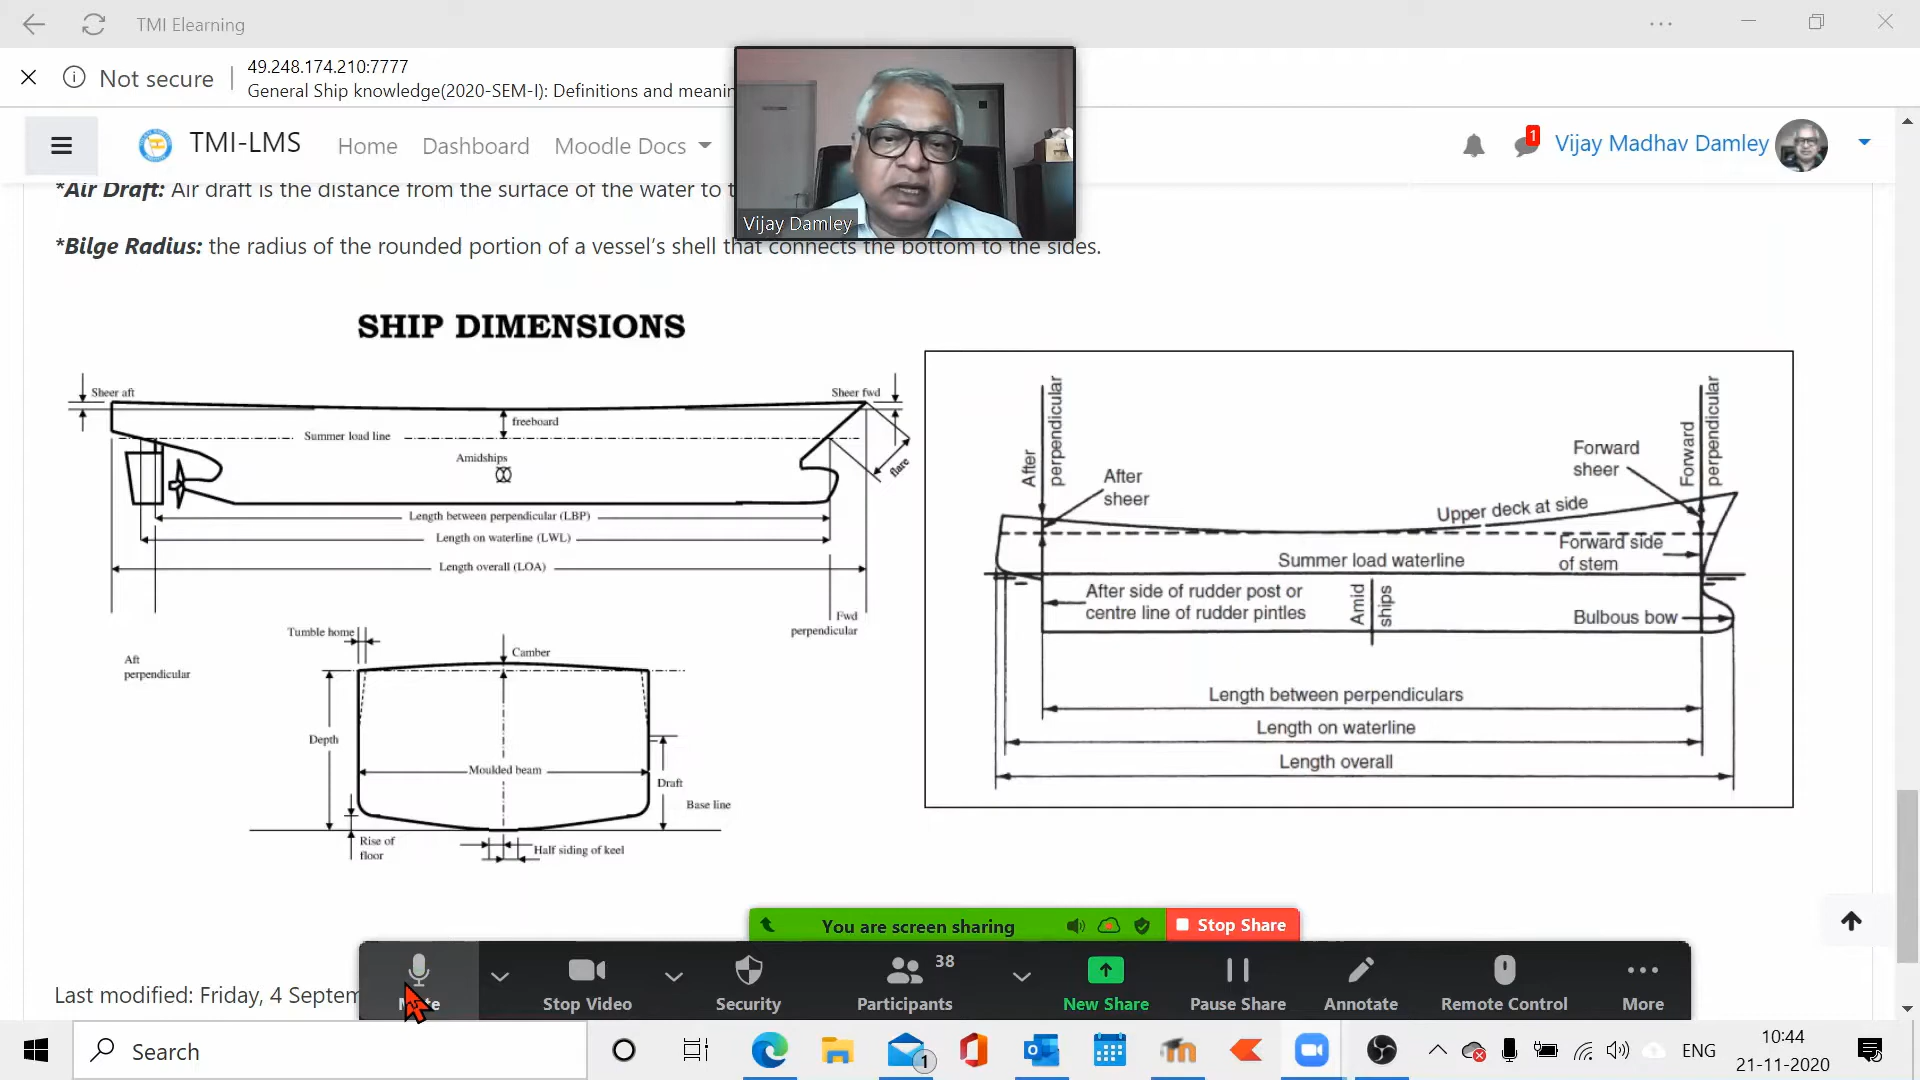 TMI Elearning
Not secure
49.248.174.210:7777
General Ship knowledge(2020-SEM-I): Definitions and meanin
TMI-LMS
Home
Dashboard
Moodle Docs
1
Vijay Madhav Damley
*Air Draft: Air draft is the distance from the surface of the water to t
Vijay Damley
*Bilge Radius: the radius of the rounded portion of a vessel's shell that connects the bottom to the sides.
SHIP DIMENSIONS
Sheer aft
Sheer fwd
freeboard
Summer load line
Amidships
flare
Length between perpendicular (LBP)
Length on waterline (LWL)
Length overall (LOA)
Fwd
perpendicular
Aft
perpendicular
Tumble home
Camber
Depth
Moulded beam
Draft
Base line
Rise of
floor
Half siding of keel
After
perpendicular
Forward
perpendicular
After
sheer
Forward
sheer
Upper deck at side
Forward side
of stem
Summer load waterline
After side of rudder post or
centre line of rudder pintles
Amid
ships
Bulbous bow
Length between perpendiculars
Length on waterline
Length overall
You are screen sharing
Stop Share
Mute
Stop Video
Security
38
Participants
New Share
Pause Share
Annotate
Remote Control
More
Last modified: Friday, 4 Septem
Search
1
ENG
10:44
21-11-2020